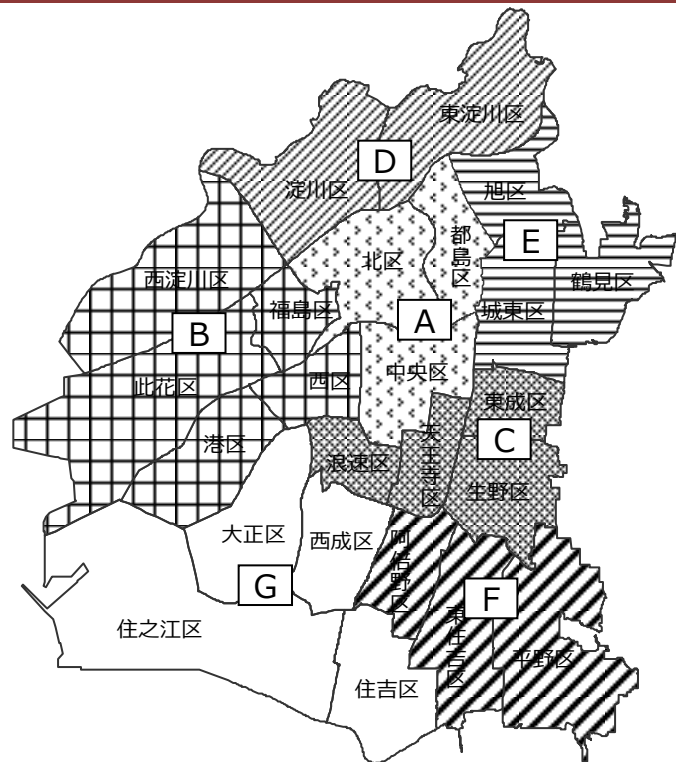 東淀川区
D
淀川区
旭区
都島区
E
北区
鶴見区
西淀川区
福島区
城東区
A
B
中央区
西区
此花区
東成区
天王寺区
C
港区
浪速区
生野区
大正区
西成区
阿倍野区
G
F
住之江区
東住吉区
平野区
住吉区